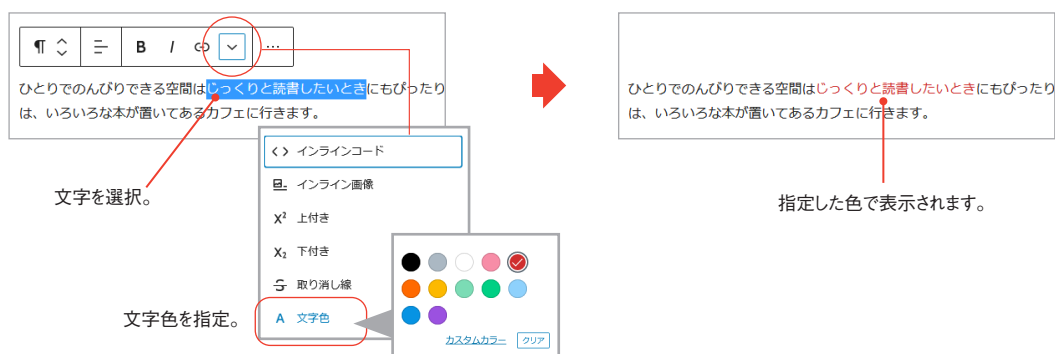 ¶ B I …
ひとりでのんびりできる空間はじっくりと読書したいときにもぴったり
は、いろいろな本が置いてあるカフェに行きます。
文字を選択。
<> インラインコード
インライン画像
X² 上付き
X₂ 下付き
S 取り消し線
A 文字色
文字色を指定。
カスタムカラー クリア
ひとりでのんびりできる空間はじっくりと読書したいときにもぴったり
は、いろいろな本が置いてあるカフェに行きます。
指定した色で表示されます。